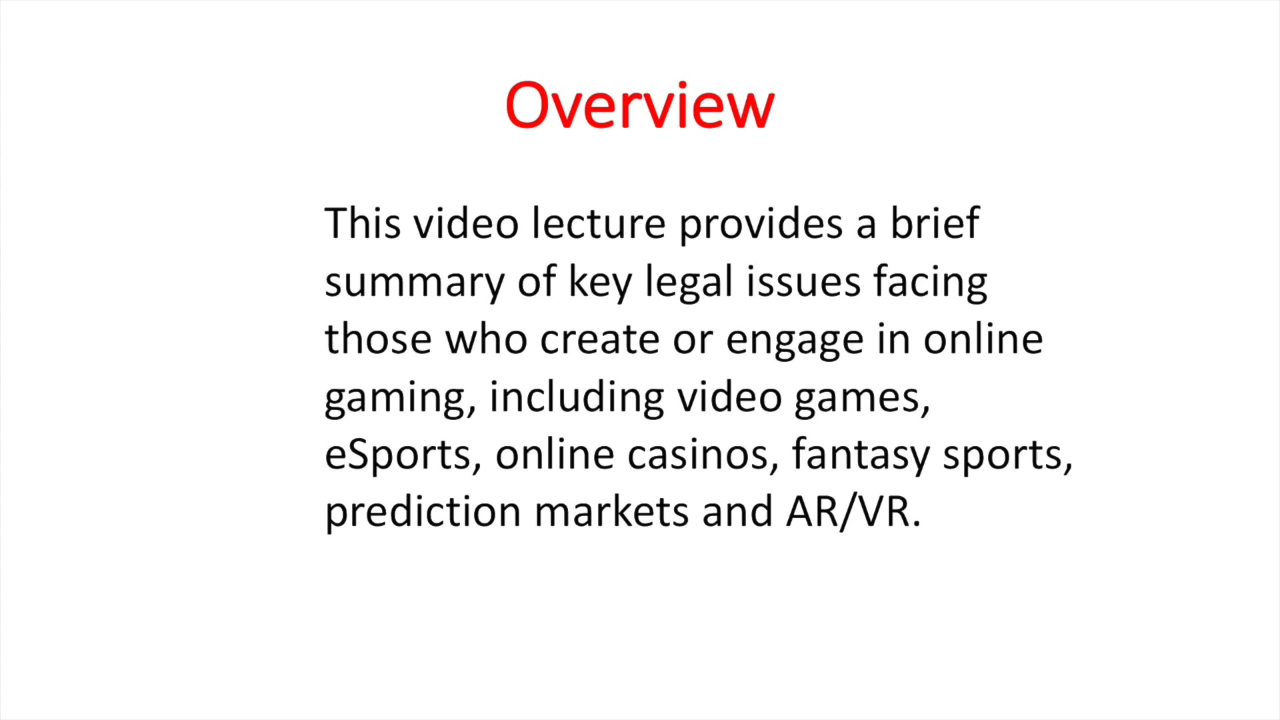 Overview
This video lecture provides a brief
summary of key legal issues facing
those who create or engage in online
gaming, including video games,
eSports, online casinos, fantasy sports,
prediction markets and AR/VR.